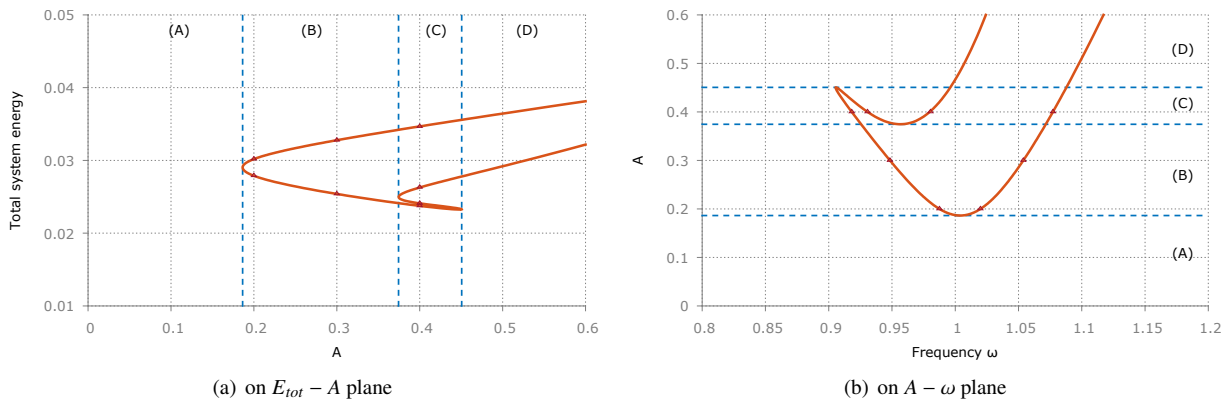 0.05
(A) (B) (C) (D)
0.04
0.03
0.02
0.01
0 0.1 0.2 0.3 0.4 0.5 0.6
Total system energy
A
(a) on E_tot − A plane
0.6
(D)
0.5
(C)
0.4
0.3
(B)
0.2
(A)
0.1
0
0.8 0.85 0.9 0.95 1 1.05 1.1 1.15 1.2
A
Frequency ω
(b) on A − ω plane